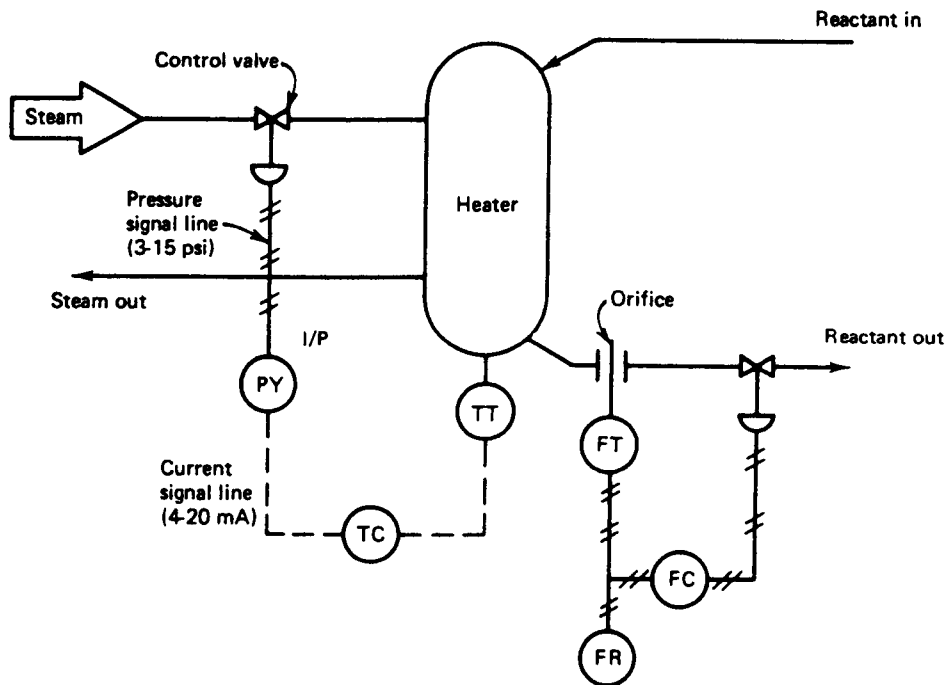 Reactant in
Control valve
Steam
Heater
Pressure
signal line
(3-15 psi)
Steam out
Orifice
I/P
Reactant out
PY
TT
FT
Current
signal line
(4-20 mA)
TC
FC
FR